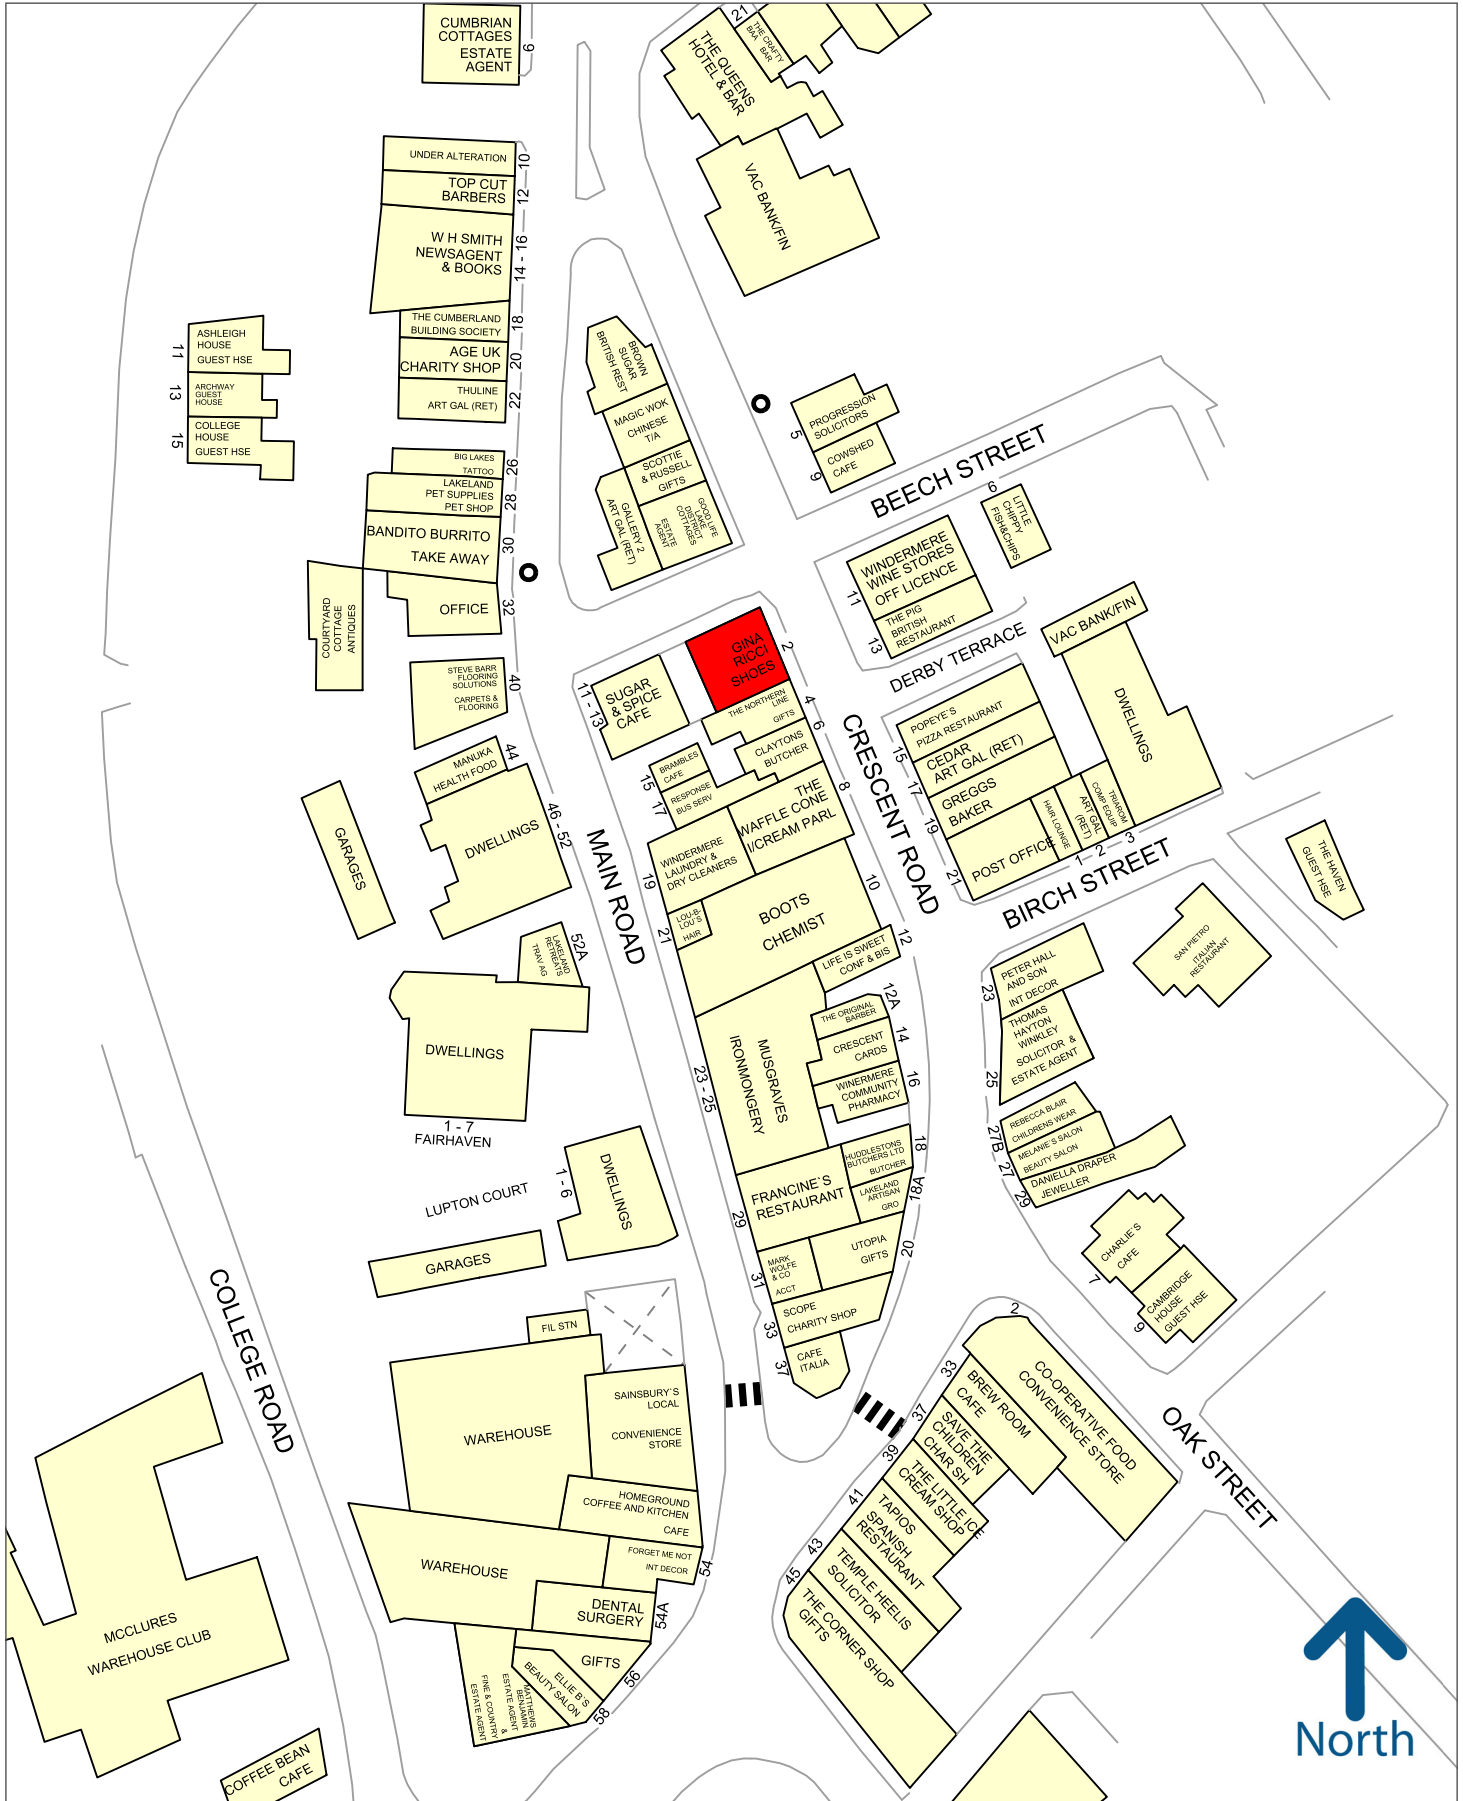 CUMBRIAN
COTTAGES
ESTATE
AGENT
6
21
THE CRAFTY
BAA BAR
THE QUEENS
HOTEL & BAR
VAC BANK/FIN
UNDER ALTERATION
10
TOP CUT
BARBERS
12
W H SMITH
NEWSAGENT
& BOOKS
14 - 16
THE CUMBERLAND
BUILDING SOCIETY
18
AGE UK
CHARITY SHOP
20
THULINE
ART GAL (RET)
22
11
ASHLEIGH
HOUSE
GUEST HSE
13
ARCHWAY
GUEST
HOUSE
15
COLLEGE
HOUSE
GUEST HSE
BIG LAKES
TATTOO
26
LAKELAND
PET SUPPLIES
PET SHOP
28
BANDITO BURRITO
TAKE AWAY
30
OFFICE
32
COURTYARD
COTTAGE
ANTIQUES
STEVE BARR
FLOORING
SOLUTIONS
CARPETS &
FLOORING
40
MANUKA
HEALTH FOOD
44
DWELLINGS
46 - 52
GARAGES
LAKELAND
RETREATS
TRAV AG
52A
DWELLINGS
1 - 7
FAIRHAVEN
BROWN
SUGAR
BRITISH REST
MAGIC WOK
CHINESE
T/A
SCOTTIE
& RUSSELL
GIFTS
GALLERY 2
ART GAL (RET)
GOOD LIFE
LAKE
DISTRICT
COTTAGES
ESTATE
AGENT
PROGRESSION
SOLICITORS
5
COWSHED
CAFE
9
BEECH STREET
6
LITTLE
CHIPPY
FISH&CHIPS
WINDERMERE
WINE STORES
OFF LICENCE
11
THE PIG
BRITISH
RESTAURANT
13
DERBY TERRACE
VAC BANK/FIN
DWELLINGS
GINA
RICCI
SHOES
2
SUGAR
& SPICE
CAFE
11 - 13
THE NORTHERN
LINE
GIFTS
4
CLAYTONS
BUTCHER
6
BRAMBLES
CAFE
15
RESPONSE
BUS SERV
17
THE
WAFFLE CONE
I/CREAM PARL
8
WINDERMERE
LAUNDRY &
DRY CLEANERS
19
CRESCENT ROAD
MAIN ROAD
POPEYE`S
PIZZA RESTAURANT
15
CEDAR
ART GAL (RET)
17
GREGGS
BAKER
19
POST OFFICE
21
HAIR LOUNGE
1
ART GAL
(RET)
2
TRIAROM
COMP EQUIP
3
BIRCH STREET
THE HAVEN
GUEST HSE
SAN PIETRO
ITALIAN
RESTAURANT
BOOTS
CHEMIST
10
LOU-B-
LOU'S
HAIR
21
LIFE IS SWEET
CONF & BIS
12
THE ORIGINAL
BARBER
12A
CRESCENT
CARDS
14
WINERMERE
COMMUNITY
PHARMACY
16
MUSGRAVES
IRONMONGERY
23 - 25
PETER HALL
AND SON
INT DECOR
23
THOMAS
HAYTON
WINKLEY
SOLICITOR &
ESTATE AGENT
25
REBECCA BLAIR
CHILDRENS WEAR
27B
MELANIE`S SALON
BEAUTY SALON
27
DANIELLA DRAPER
JEWELLER
29
HUDDLESTONS
BUTCHERS LTD
BUTCHER
18
FRANCINE`S
RESTAURANT
29
LAKELAND
ARTISAN
GRO
18A
UTOPIA
GIFTS
20
MARK
WOLFE
& CO
ACCT
31
SCOPE
CHARITY SHOP
33
CAFE
ITALIA
37
CHARLIE`S
CAFE
7
CAMBRIDGE
HOUSE
GUEST HSE
9
LUPTON COURT
1 - 6
DWELLINGS
GARAGES
COLLEGE ROAD
FIL STN
WAREHOUSE
SAINSBURY`S
LOCAL
CONVENIENCE
STORE
HOMEGROUND
COFFEE AND KITCHEN
CAFE
WAREHOUSE
FORGET ME NOT
INT DECOR
54
DENTAL
SURGERY
54A
GIFTS
56
ELLIE B`S
BEAUTY SALON
58
MATTHEWS
BENJAMIN
ESTATE AGENT
&
FINE & COUNTRY
ESTATE AGENT
MCCLURES
WAREHOUSE CLUB
COFFEE BEAN
CAFE
2
CO-OPERATIVE FOOD
CONVENIENCE STORE
33
BREW ROOM
CAFE
37
SAVE THE
CHILDREN
CHAR SH
39
THE LITTLE ICE
CREAM SHOP
41
TAPIOS
SPANISH
RESTAURANT
43
TEMPLE HEELIS
SOLICITOR
45
THE CORNER SHOP
GIFTS
OAK STREET
North